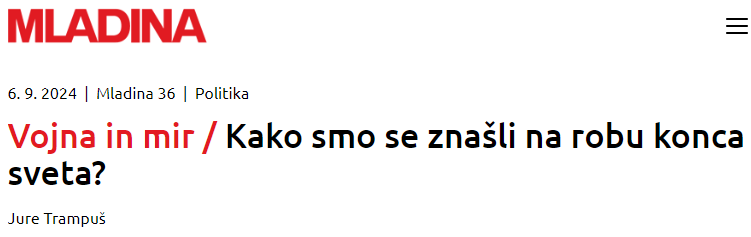 MLADINA
6. 9. 2024 | Mladina 36 | Politika
Vojna in mir / Kako smo se znašli na robu konca
sveta?
Jure Trampuš